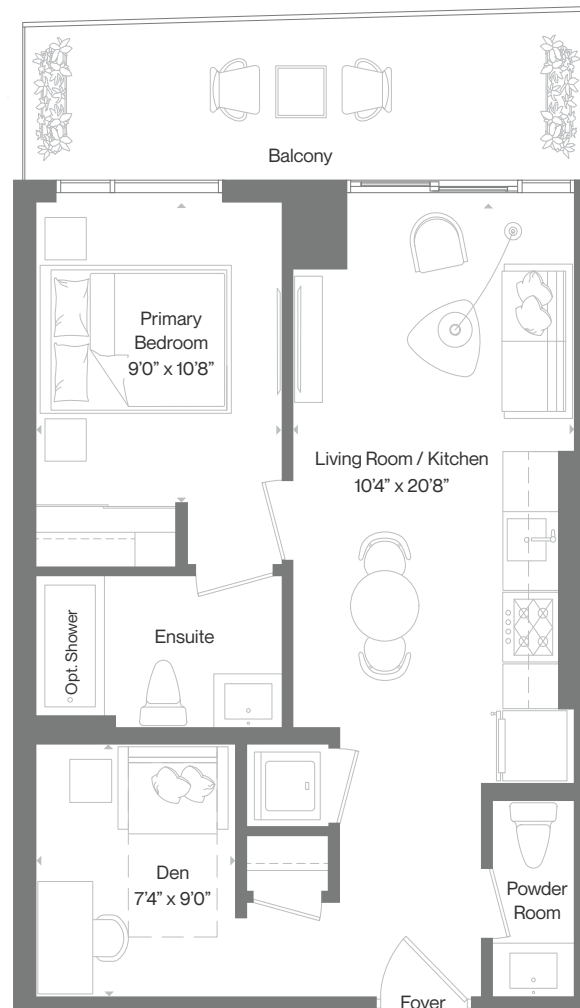 Balcony
Primary
Bedroom
9’0” x 10’8”
Living Room / Kitchen
10’4” x 20’8”
Opt. Shower
Ensuite
Den
7’4” x 9’0”
Powder
Room
Foyer